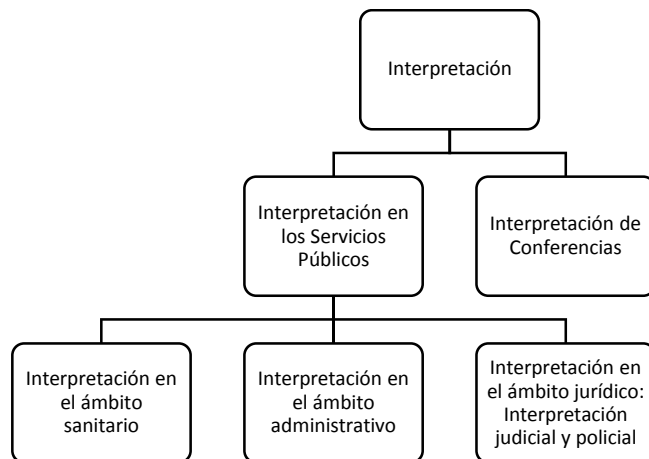 Interpretación
Interpretación en
los Servicios
Públicos
Interpretación de
Conferencias
Interpretación en
el ámbito
sanitario
Interpretación en
el ámbito
administrativo
Interpretación en
el ámbito jurídico:
Interpretación
judicial y policial